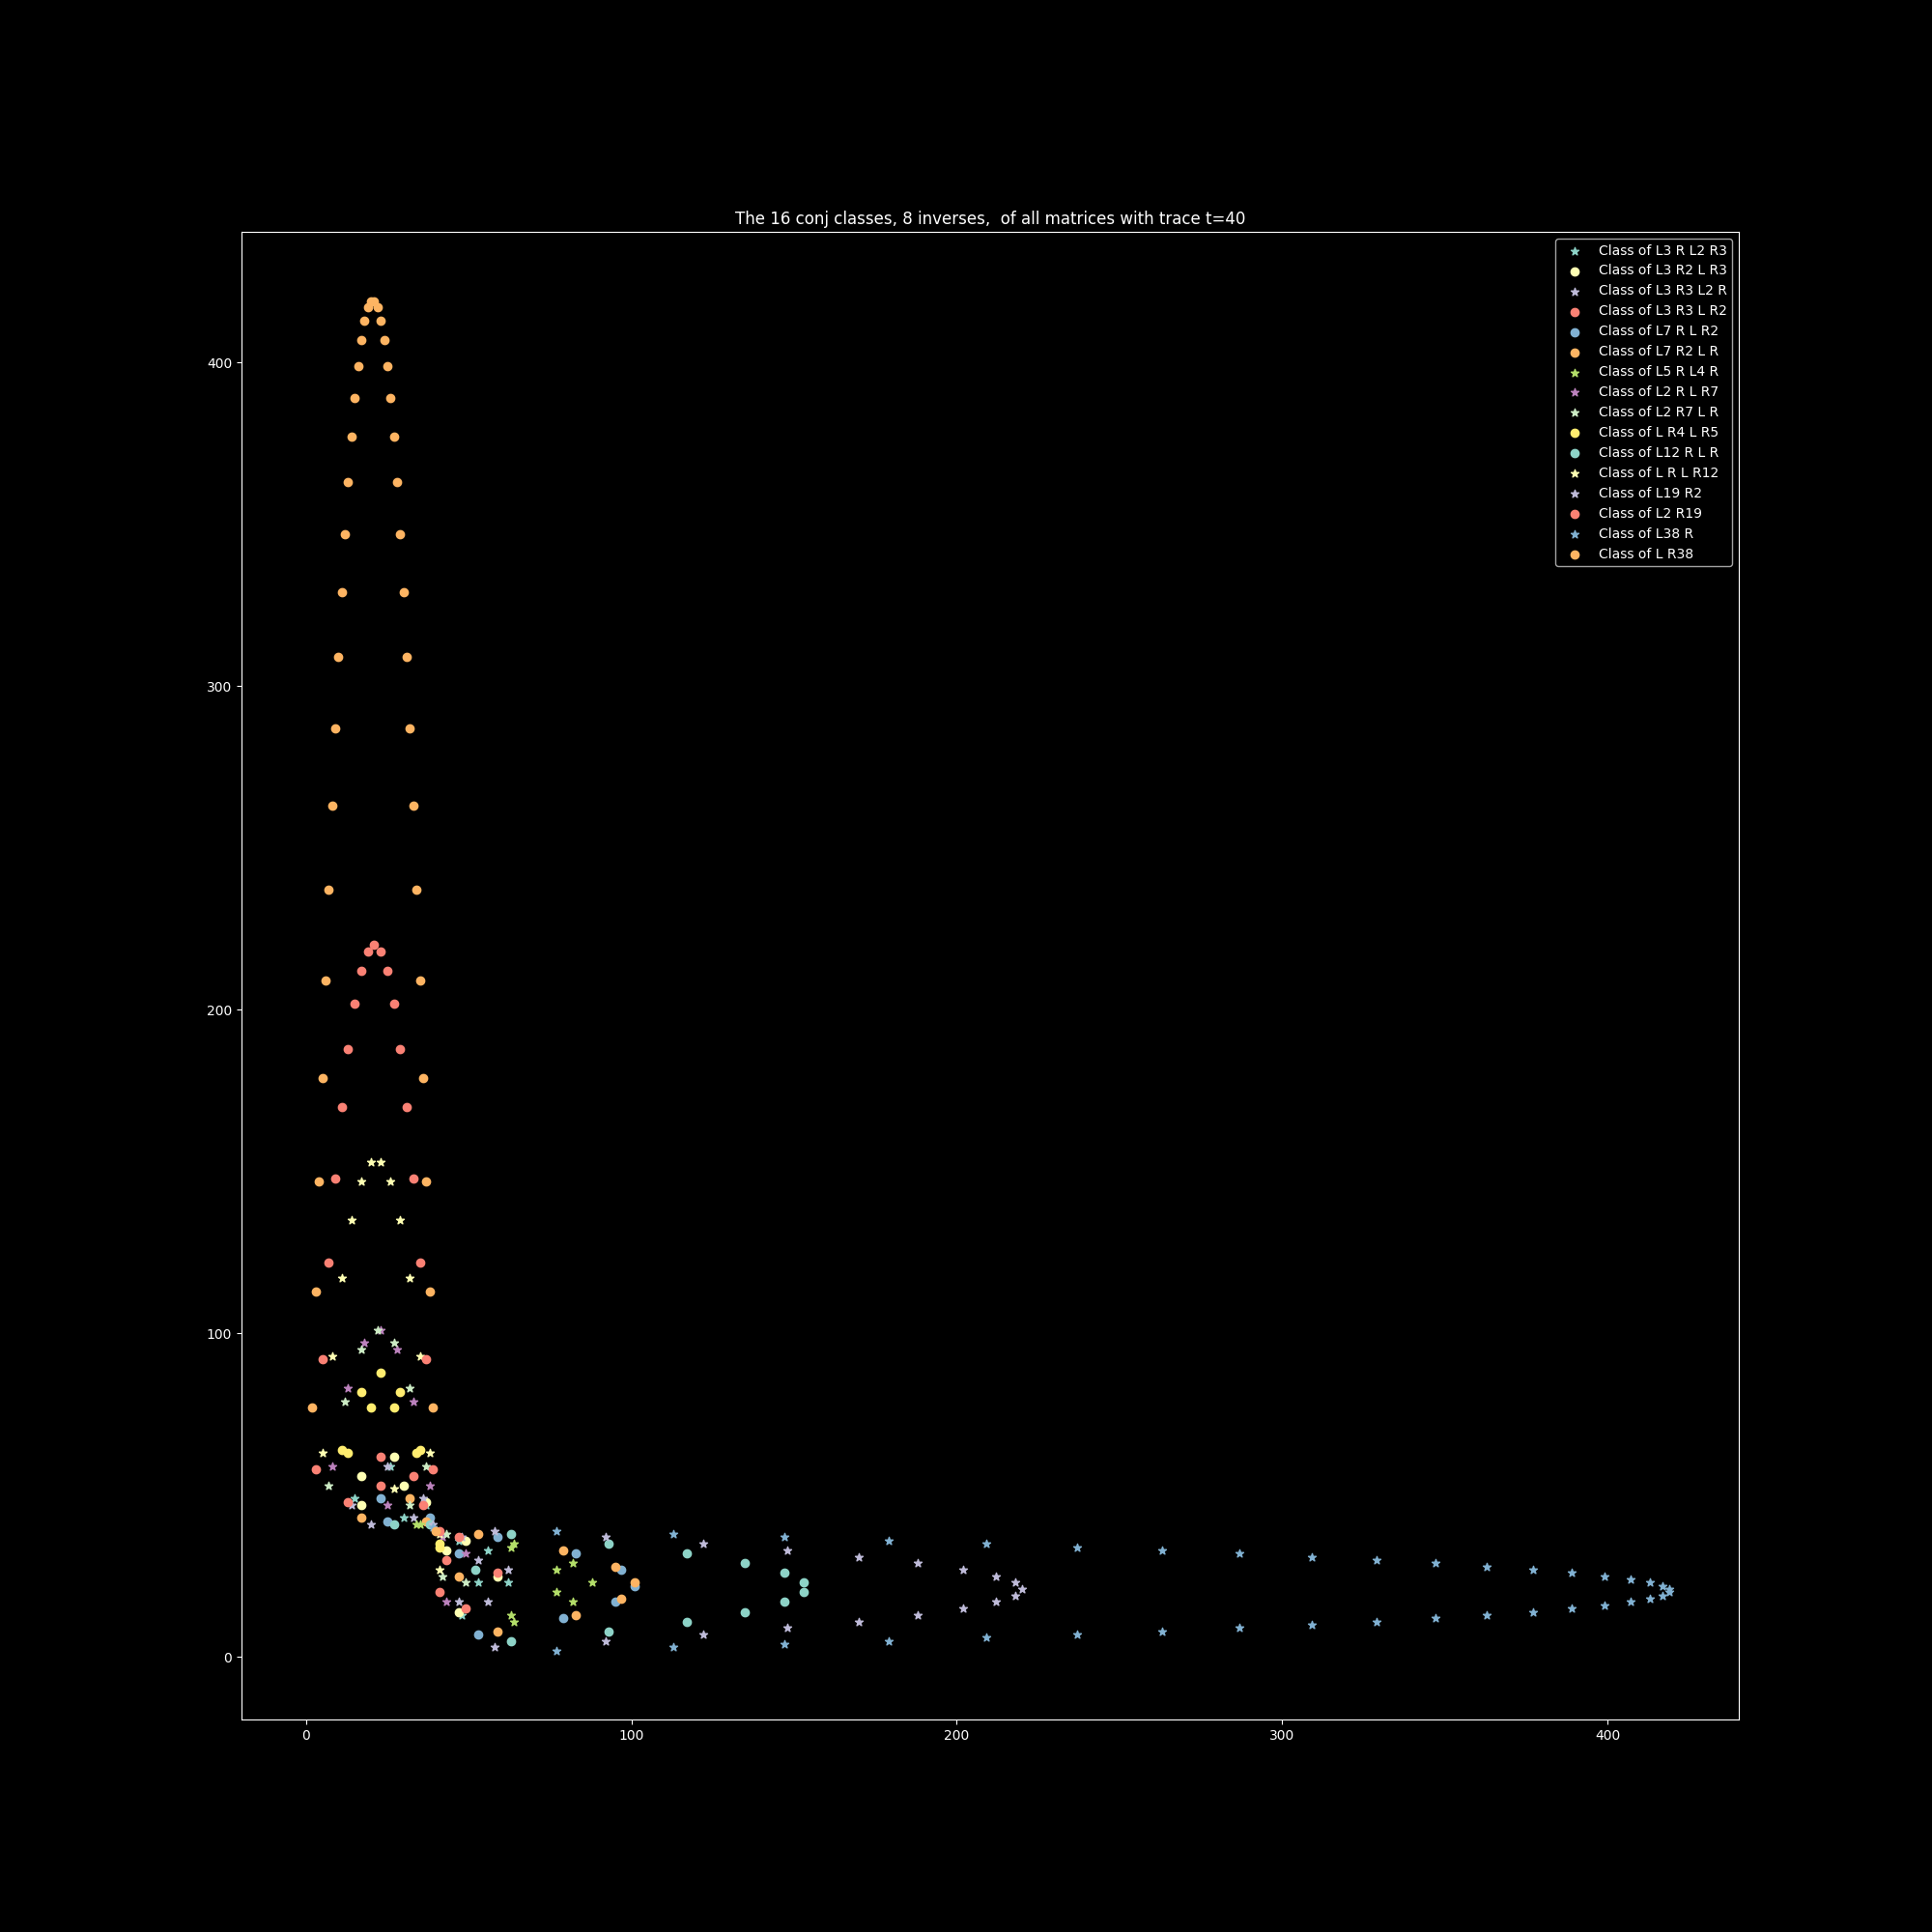 The 16 conj classes, 8 inverses,  of all matrices with trace t=40
Class of L3 R L2 R3
Class of L3 R2 L R3
Class of L3 R3 L2 R
Class of L3 R3 L R2
Class of L7 R L R2
Class of L7 R2 L R
Class of L5 R L4 R
Class of L2 R L R7
Class of L2 R7 L R
Class of L R4 L R5
Class of L12 R L R
Class of L R L R12
Class of L19 R2
Class of L2 R19
Class of L38 R
Class of L R38
400
300
200
100
0
0 100 200 300 400